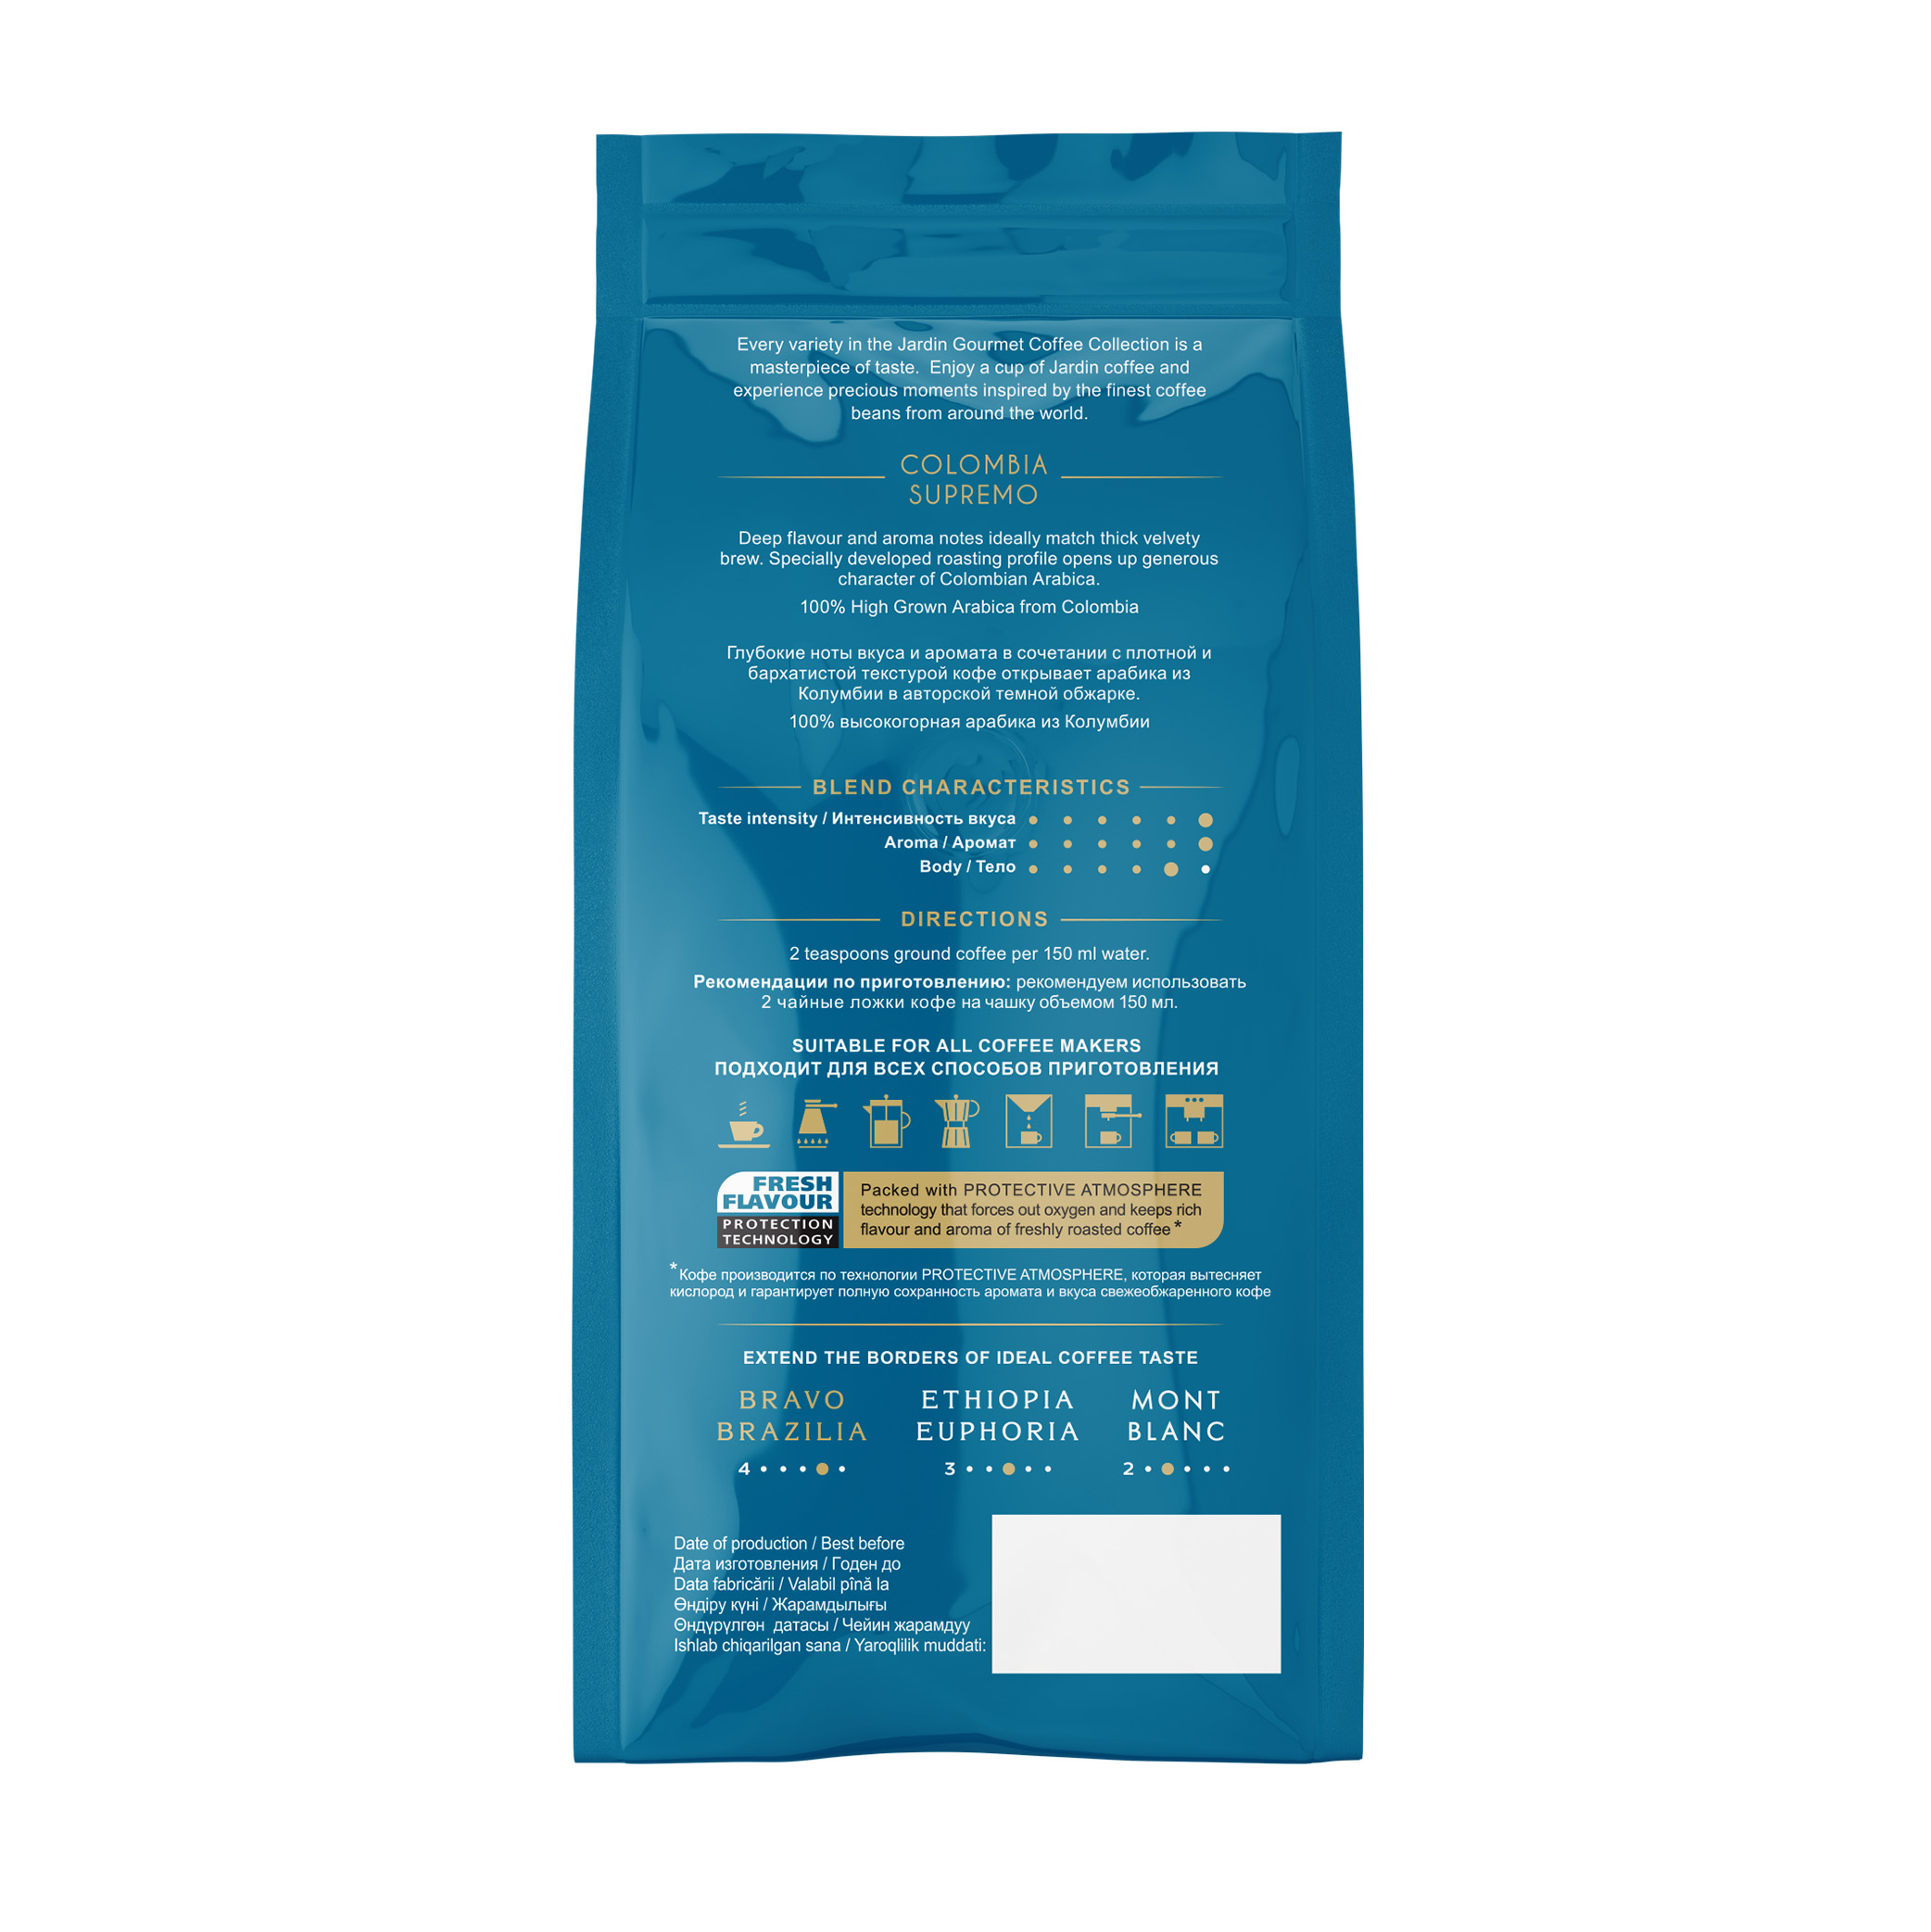 Every variety in the Jardin Gourmet Coffee Collection is a
masterpiece of taste. Enjoy a cup of Jardin coffee and
experience precious moments inspired by the finest coffee
beans from around the world.
COLOMBIA
SUPREMO
Deep flavour and aroma notes ideally match thick velvety
brew. Specially developed roasting profile opens up generous
character of Colombian Arabica.
100% High Grown Arabica from Colombia
Глубокие ноты вкуса и аромата в сочетании с плотной и
бархатистой текстурой кофе открывает арабика из
Колумбии в авторской темной обжарке.
100% высокогорная арабика из Колумбии
BLEND CHARACTERISTICS
Taste intensity / Интенсивность вкуса
Aroma / Аромат
Body / Тело
DIRECTIONS
2 teaspoons ground coffee per 150 ml water.
Рекомендации по приготовлению: рекомендуем использовать
2 чайные ложки кофе на чашку объемом 150 мл.
SUITABLE FOR ALL COFFEE MAKERS
ПОДХОДИТ ДЛЯ ВСЕХ СПОСОБОВ ПРИГОТОВЛЕНИЯ
FRESH
FLAVOUR
PROTECTION
TECHNOLOGY
Packed with PROTECTIVE ATMOSPHERE
technology that forces out oxygen and keeps rich
flavour and aroma of freshly roasted coffee *
* Кофе производится по технологии PROTECTIVE ATMOSPHERE, которая вытесняет
кислород и гарантирует полную сохранность аромата и вкуса свежеобжаренного кофе
EXTEND THE BORDERS OF IDEAL COFFEE TASTE
BRAVO
BRAZILIA
4
ETHIOPIA
EUPHORIA
3
MONT
BLANC
2
Date of production / Best before
Дата изготовления / Годен до
Data fabricării / Valabil pînă la
Өндіру күні / Жарамдылығы
Өндүрүлгөн датасы / Чейин жарамдуу
Ishlab chiqarilgan sana / Yaroqlilik muddati: